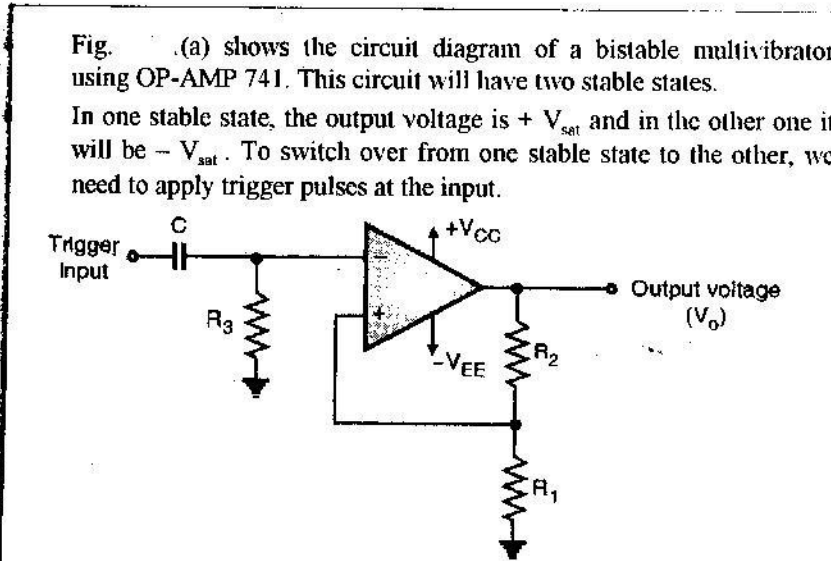 Fig. .(a) shows the circuit diagram of a bistable multivibrator
using OP-AMP 741. This circuit will have two stable states.
In one stable state, the output voltage is + Vsat and in the other one it
will be – Vsat . To switch over from one stable state to the other, we
need to apply trigger pulses at the input.
C
+VCC
Trigger
Input
−
Output voltage
(Vo)
R3
+
−VEE
R2
R1